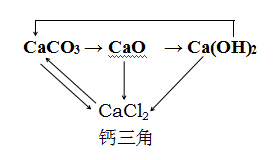 CaCO3 → CaO → Ca(OH)2
CaCl2
钙三角